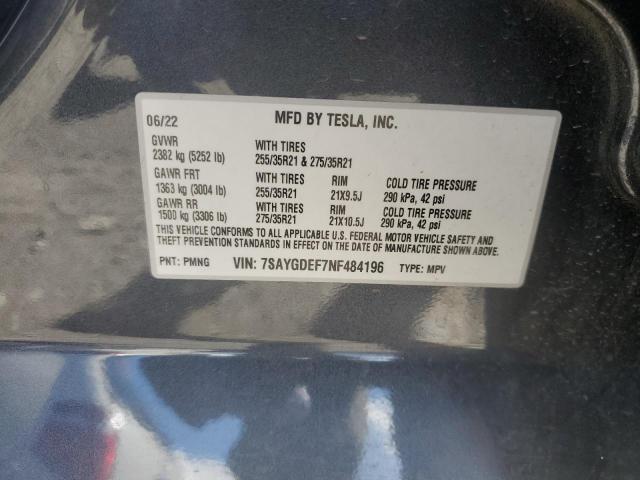 06/22 MFD BY TESLA, INC.
GVWR WITH TIRES
2382 kg (5252 lb) 255/35R21 & 275/35R21
GAWR FRT WITH TIRES RIM COLD TIRE PRESSURE
1363 kg (3004 lb) 255/35R21 21X9.5J 290 kPa, 42 psi
GAWR RR WITH TIRES RIM COLD TIRE PRESSURE
1500 kg (3306 lb) 275/35R21 21X10.5J 290 kPa, 42 psi
THIS VEHICLE CONFORMS TO ALL APPLICABLE U.S. FEDERAL MOTOR VEHICLE SAFETY AND
THEFT PREVENTION STANDARDS IN EFFECT ON THE DATE OF MANUFACTURE SHOWN ABOVE.
PNT: PMNG VIN: 7SAYGDEF7NF484196 TYPE: MPV